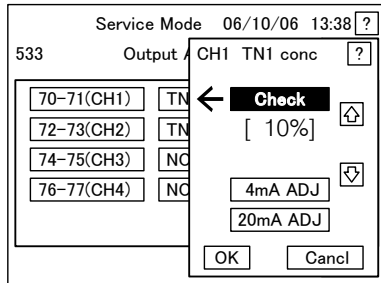 Service Mode 06/10/06 13:38 ?
533 Output A
CH1 TN1 conc ?
70-71(CH1) TN
72-73(CH2) TN
74-75(CH3) NO
76-77(CH4) NO
Check
[ 10%]
4mA ADJ
20mA ADJ
OK Cancl